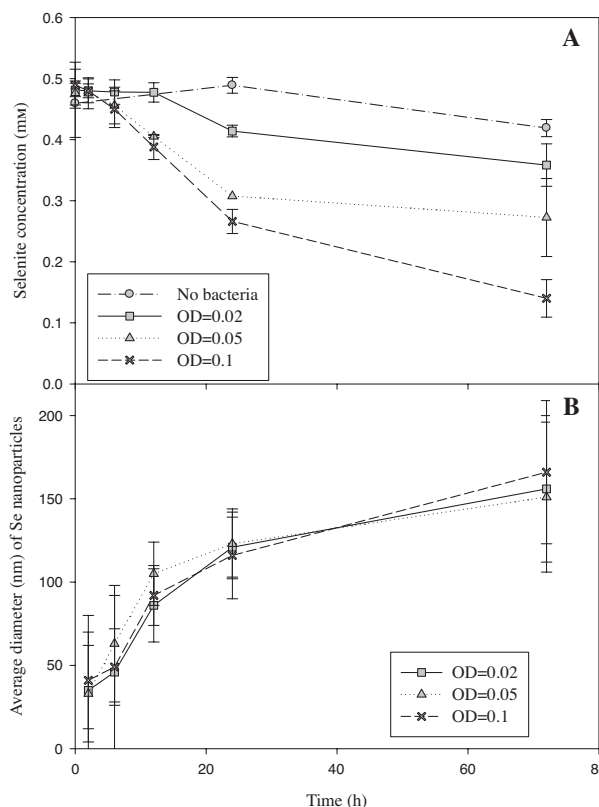 0.6
A
0.5
0.4
0.3
0.2
0.1
0.0
Selenite concentration (mM)
No bacteria
OD=0.02
OD=0.05
OD=0.1
B
200
150
100
50
0
Average diameter (nm) of Se nanoparticles
OD=0.02
OD=0.05
OD=0.1
0 20 40 60 8
Time (h)